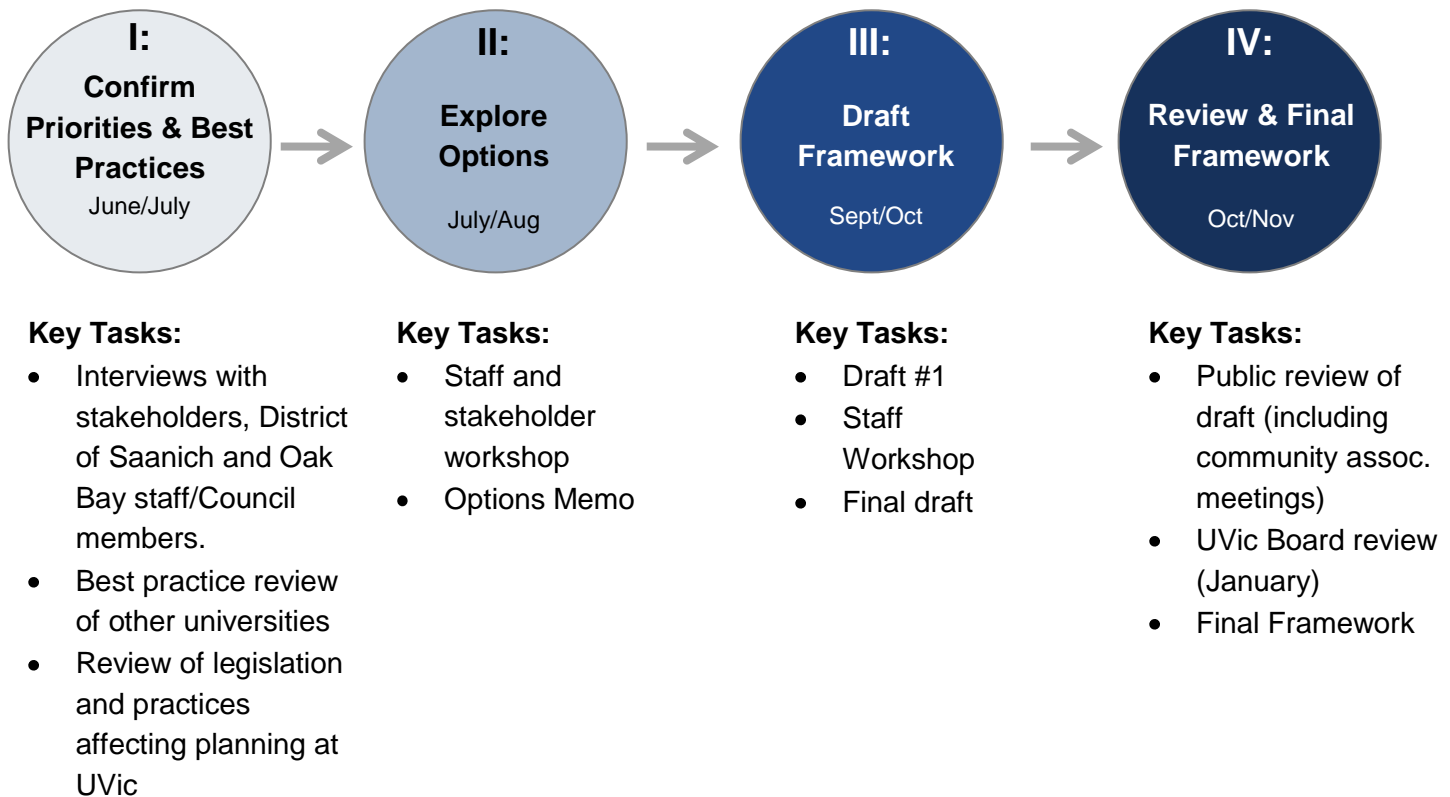 I:
Confirm
Priorities & Best
Practices
June/July
II:
Explore
Options
July/Aug
III:
Draft
Framework
Sept/Oct
IV:
Review & Final
Framework
Oct/Nov
Key Tasks:
• Interviews with
stakeholders, District
of Saanich and Oak
Bay staff/Council
members.
• Best practice review
of other universities
• Review of legislation
and practices
affecting planning at
UVic
Key Tasks:
• Staff and
stakeholder
workshop
• Options Memo
Key Tasks:
• Draft #1
• Staff
Workshop
• Final draft
Key Tasks:
• Public review of
draft (including
community assoc.
meetings)
• UVic Board review
(January)
• Final Framework